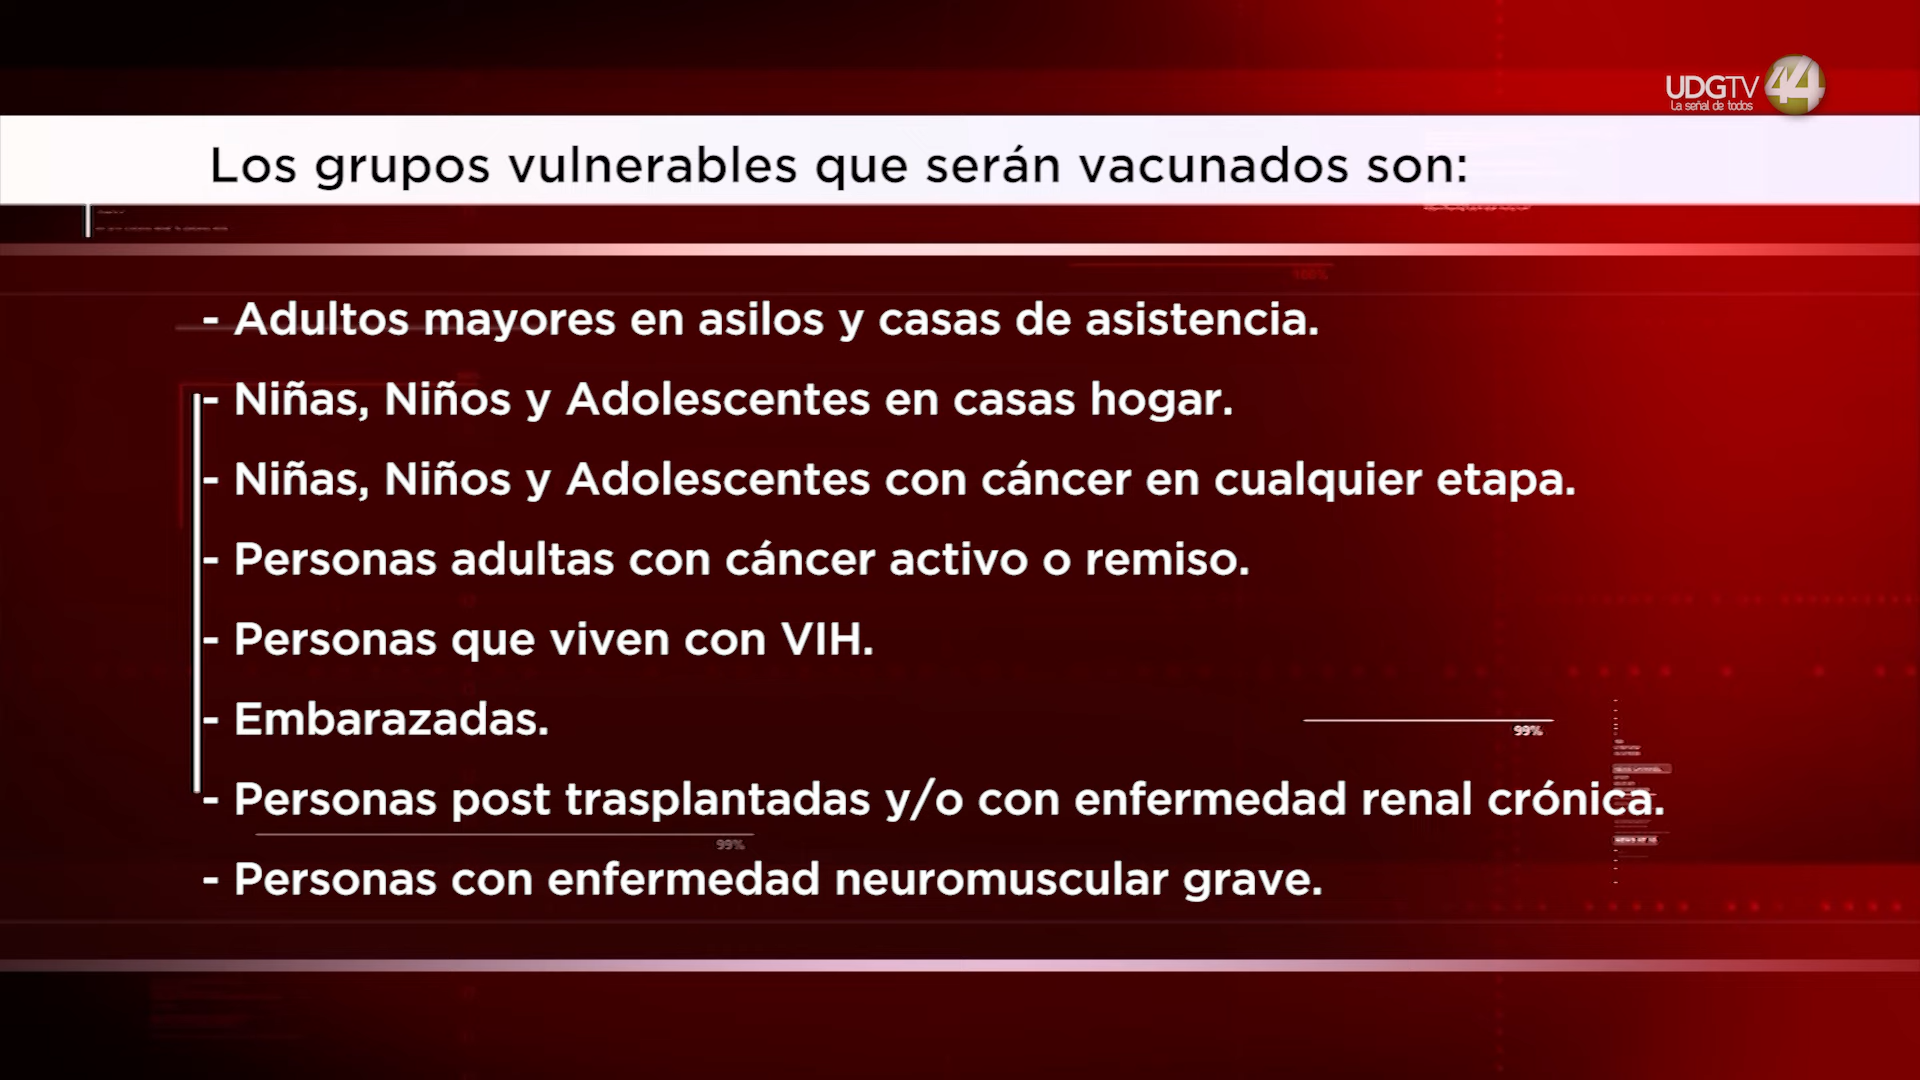 UDGTV 44
La señal de todos
Los grupos vulnerables que serán vacunados son:
100%
- Adultos mayores en asilos y casas de asistencia.
- Niñas, Niños y Adolescentes en casas hogar.
- Niñas, Niños y Adolescentes con cáncer en cualquier etapa.
- Personas adultas con cáncer activo o remiso.
- Personas que viven con VIH.
- Embarazadas.
99%
- Personas post trasplantadas y/o con enfermedad renal crónica.
99%
- Personas con enfermedad neuromuscular grave.